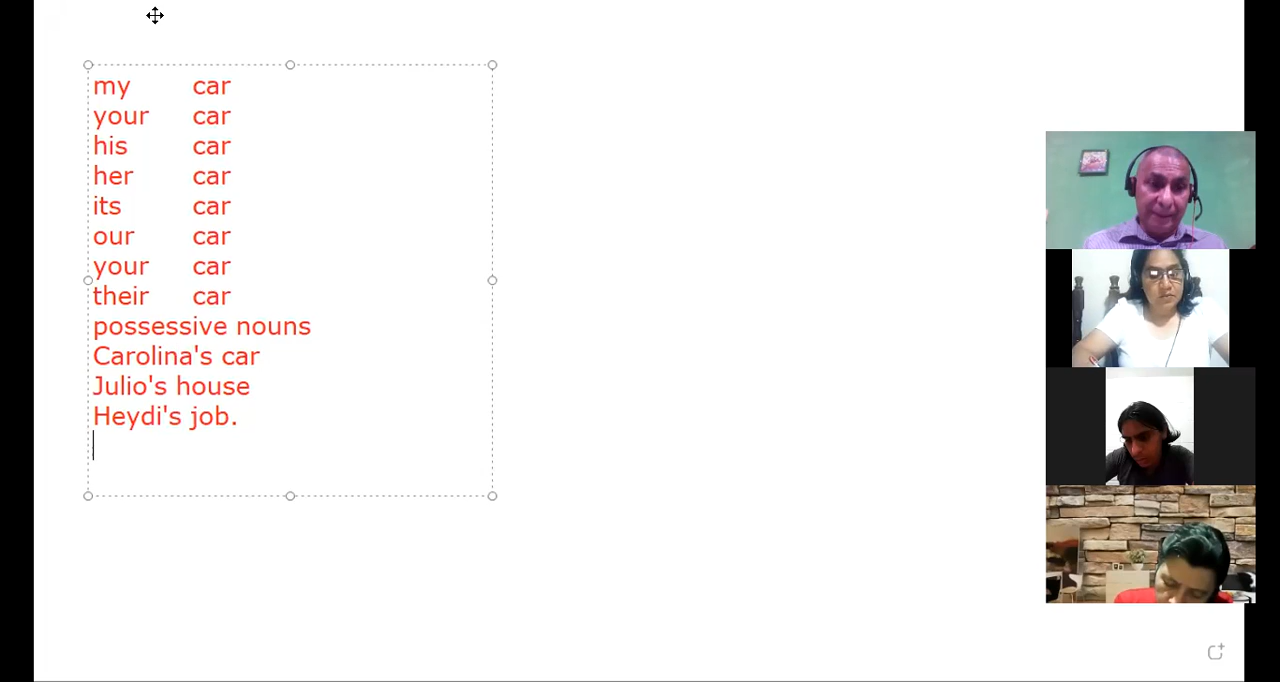 my car
your car
his car
her car
its car
our car
your car
their car
possessive nouns
Carolina's car
Julio's house
Heydi's job.